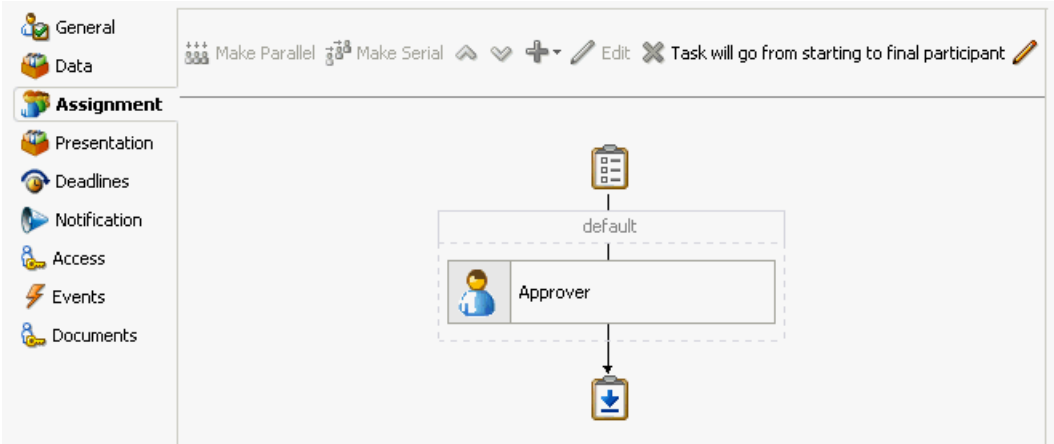 General
Data
Assignment
Presentation
Deadlines
Notification
Access
Events
Documents
Make Parallel Make Serial Edit Task will go from starting to final participant
default
Approver